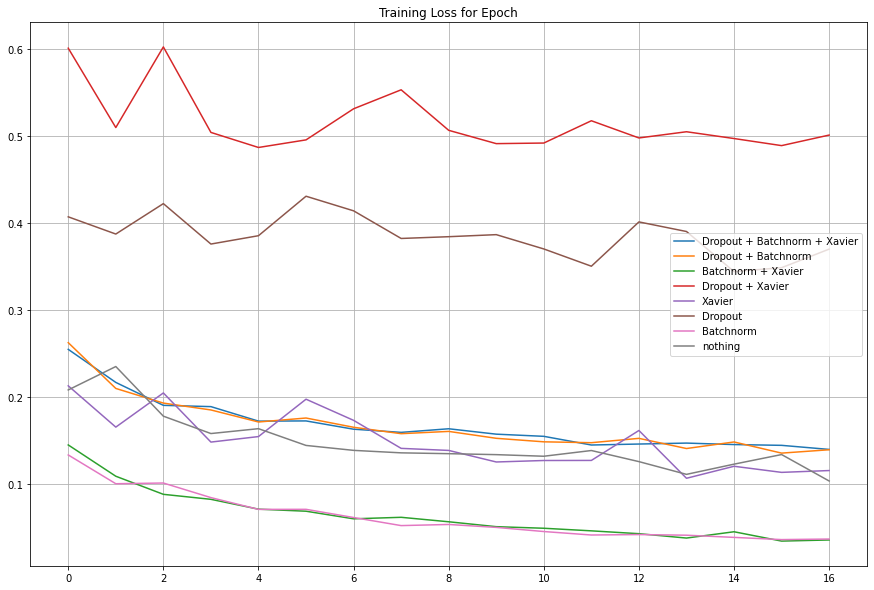 Training Loss for Epoch
0.6
0.5
0.4
0.3
0.2
0.1
Dropout + Batchnorm + Xavier
Dropout + Batchnorm
Batchnorm + Xavier
Dropout + Xavier
Xavier
Dropout
Batchnorm
nothing
0 2 4 6 8 10 12 14 16